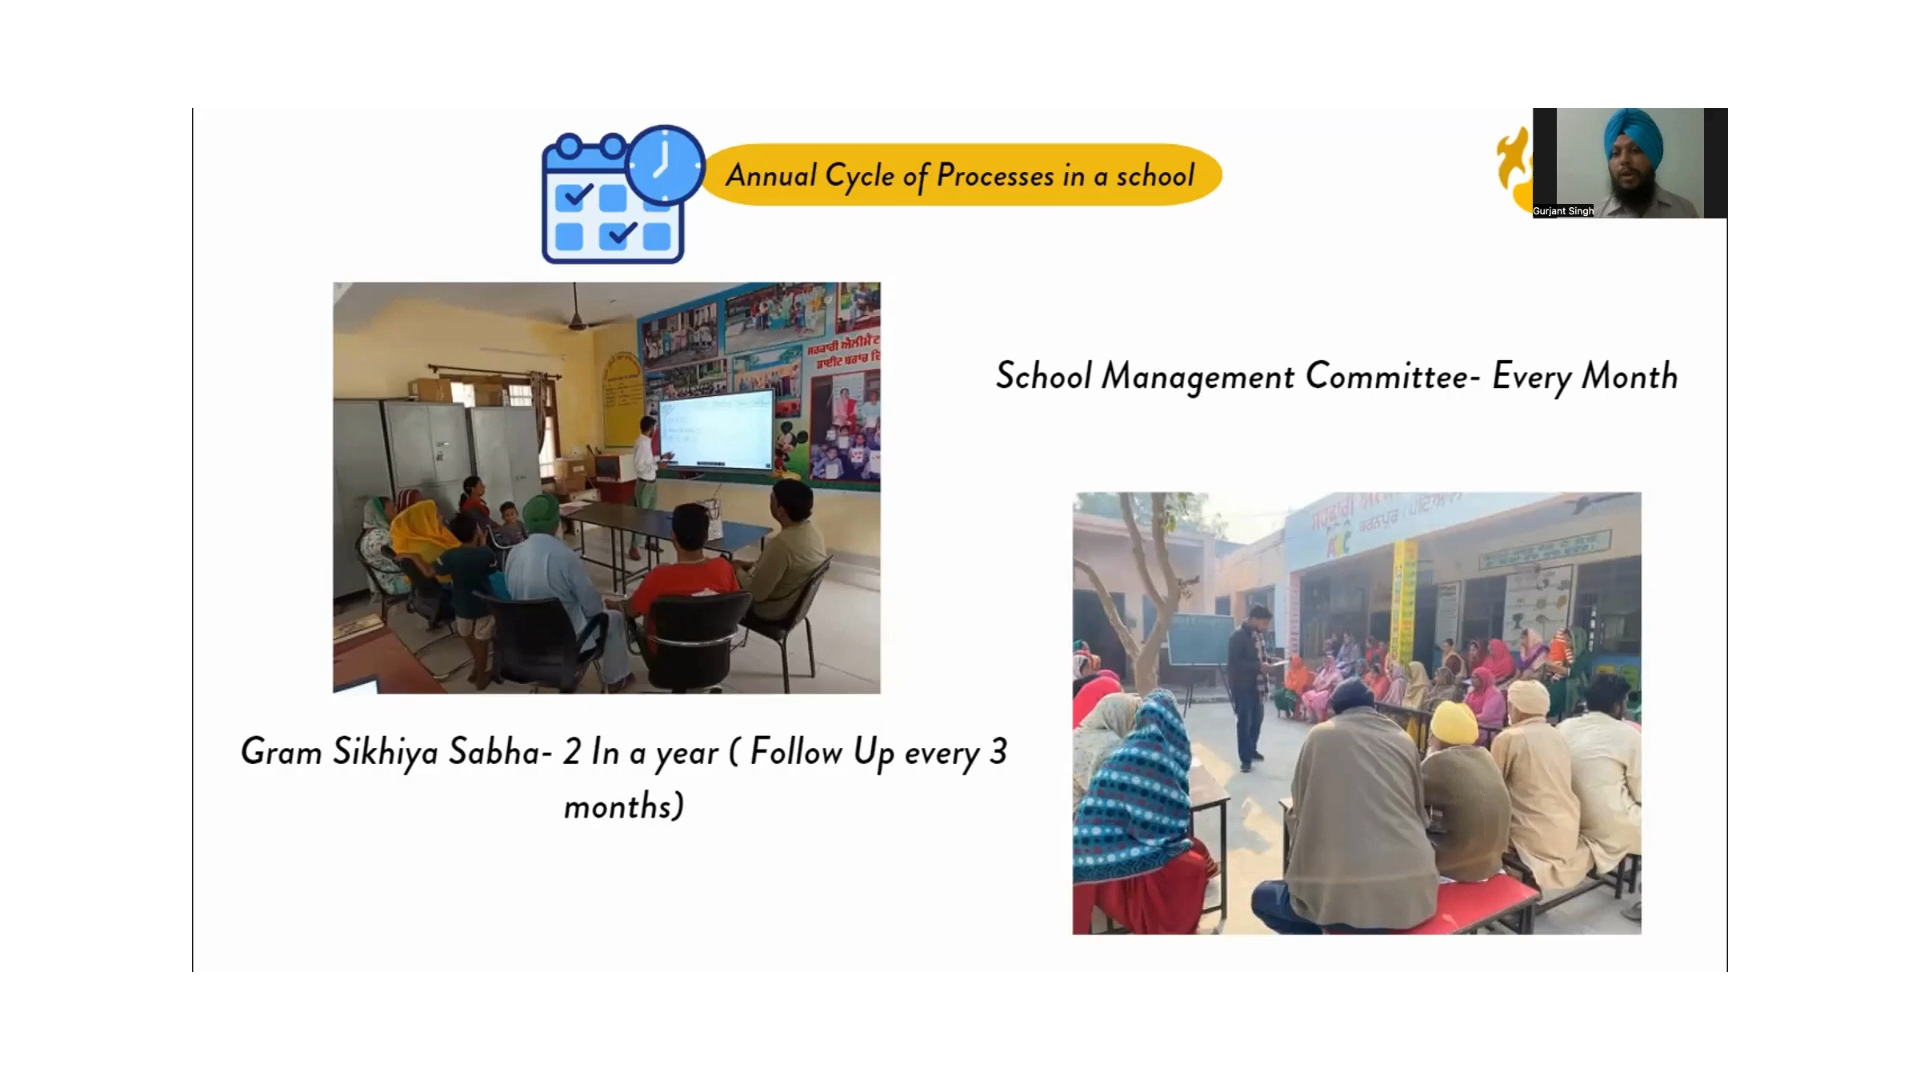 Annual Cycle of Processes in a school
Gurjant Singh
School Management Committee- Every Month
Gram Sikhiya Sabha- 2 In a year ( Follow Up every 3
months)
ਸਰਕਾਰੀ